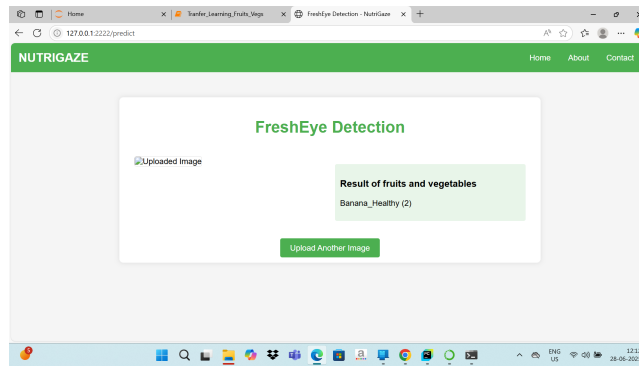 Home
Tranfer_Learning_Fruits_Vegs
FreshEye Detection - NutriGaze
127.0.0.1:2222/predict
NUTRIGAZE
Home About Contact
FreshEye Detection
Uploaded Image
Result of fruits and vegetables
Banana_Healthy (2)
Upload Another Image
ENG
US
28-06-202